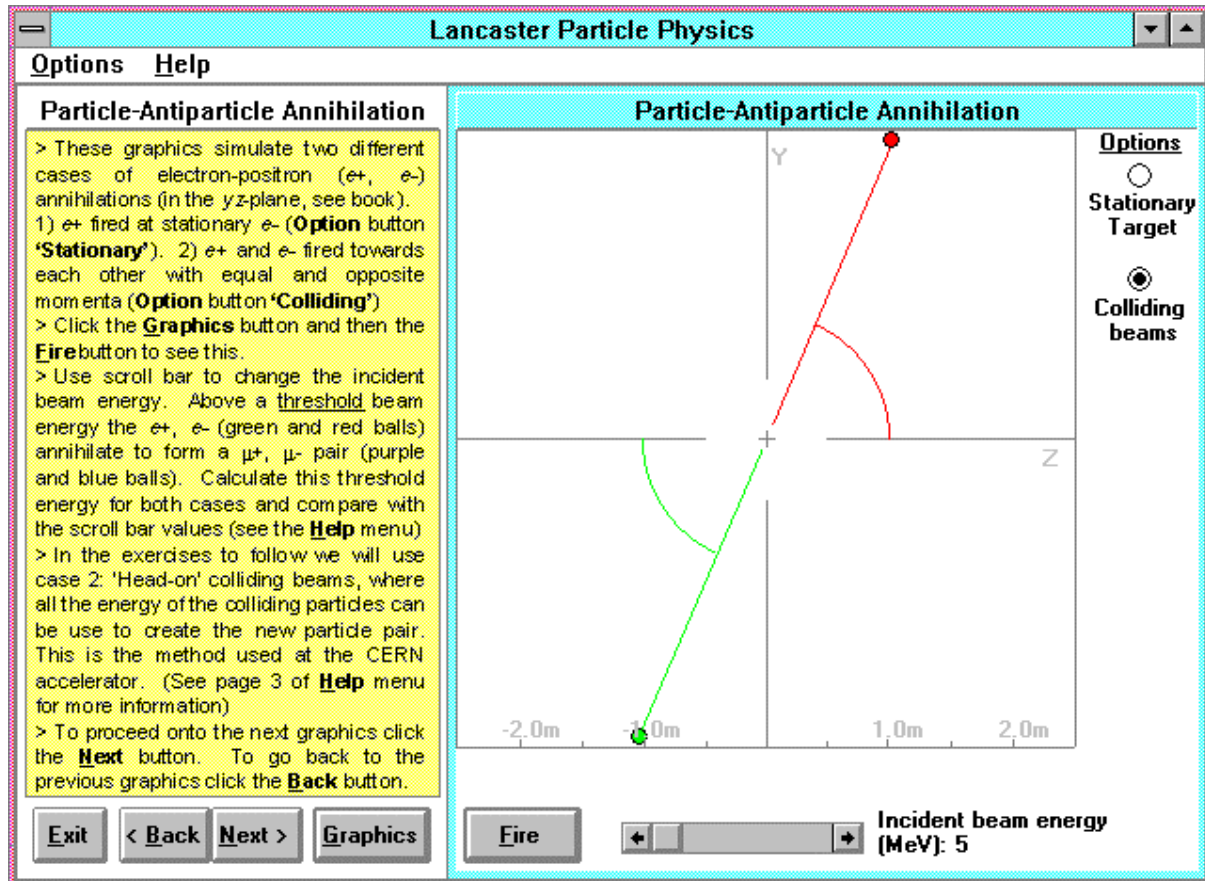 Lancaster Particle Physics
Options Help
Particle-Antiparticle Annihilation
> These graphics simulate two different
cases of electron-positron (e+, e-)
annihilations (in the yz-plane, see book).
1) e+ fired at stationary e- (Option button
'Stationary'). 2) e+ and e- fired towards
each other with equal and opposite
momenta (Option button 'Colliding')
> Click the Graphics button and then the
Fire button to see this.
> Use scroll bar to change the incident
beam energy. Above a threshold beam
energy the e+, e- (green and red balls)
annihilate to form a μ+, μ- pair (purple
and blue balls). Calculate this threshold
energy for both cases and compare with
the scroll bar values (see the Help menu)
> In the exercises to follow we will use
case 2: 'Head-on' colliding beams, where
all the energy of the colliding particles can
be use to create the new particle pair.
This is the method used at the CERN
accelerator. (See page 3 of Help menu
for more information)
> To proceed onto the next graphics click
the Next button. To go back to the
previous graphics click the Back button.
Exit < Back Next > Graphics
Particle-Antiparticle Annihilation
Y
Z
-2.0m -1.0m 1.0m 2.0m
Options
Stationary
Target
Colliding
beams
Fire
Incident beam energy
(MeV): 5